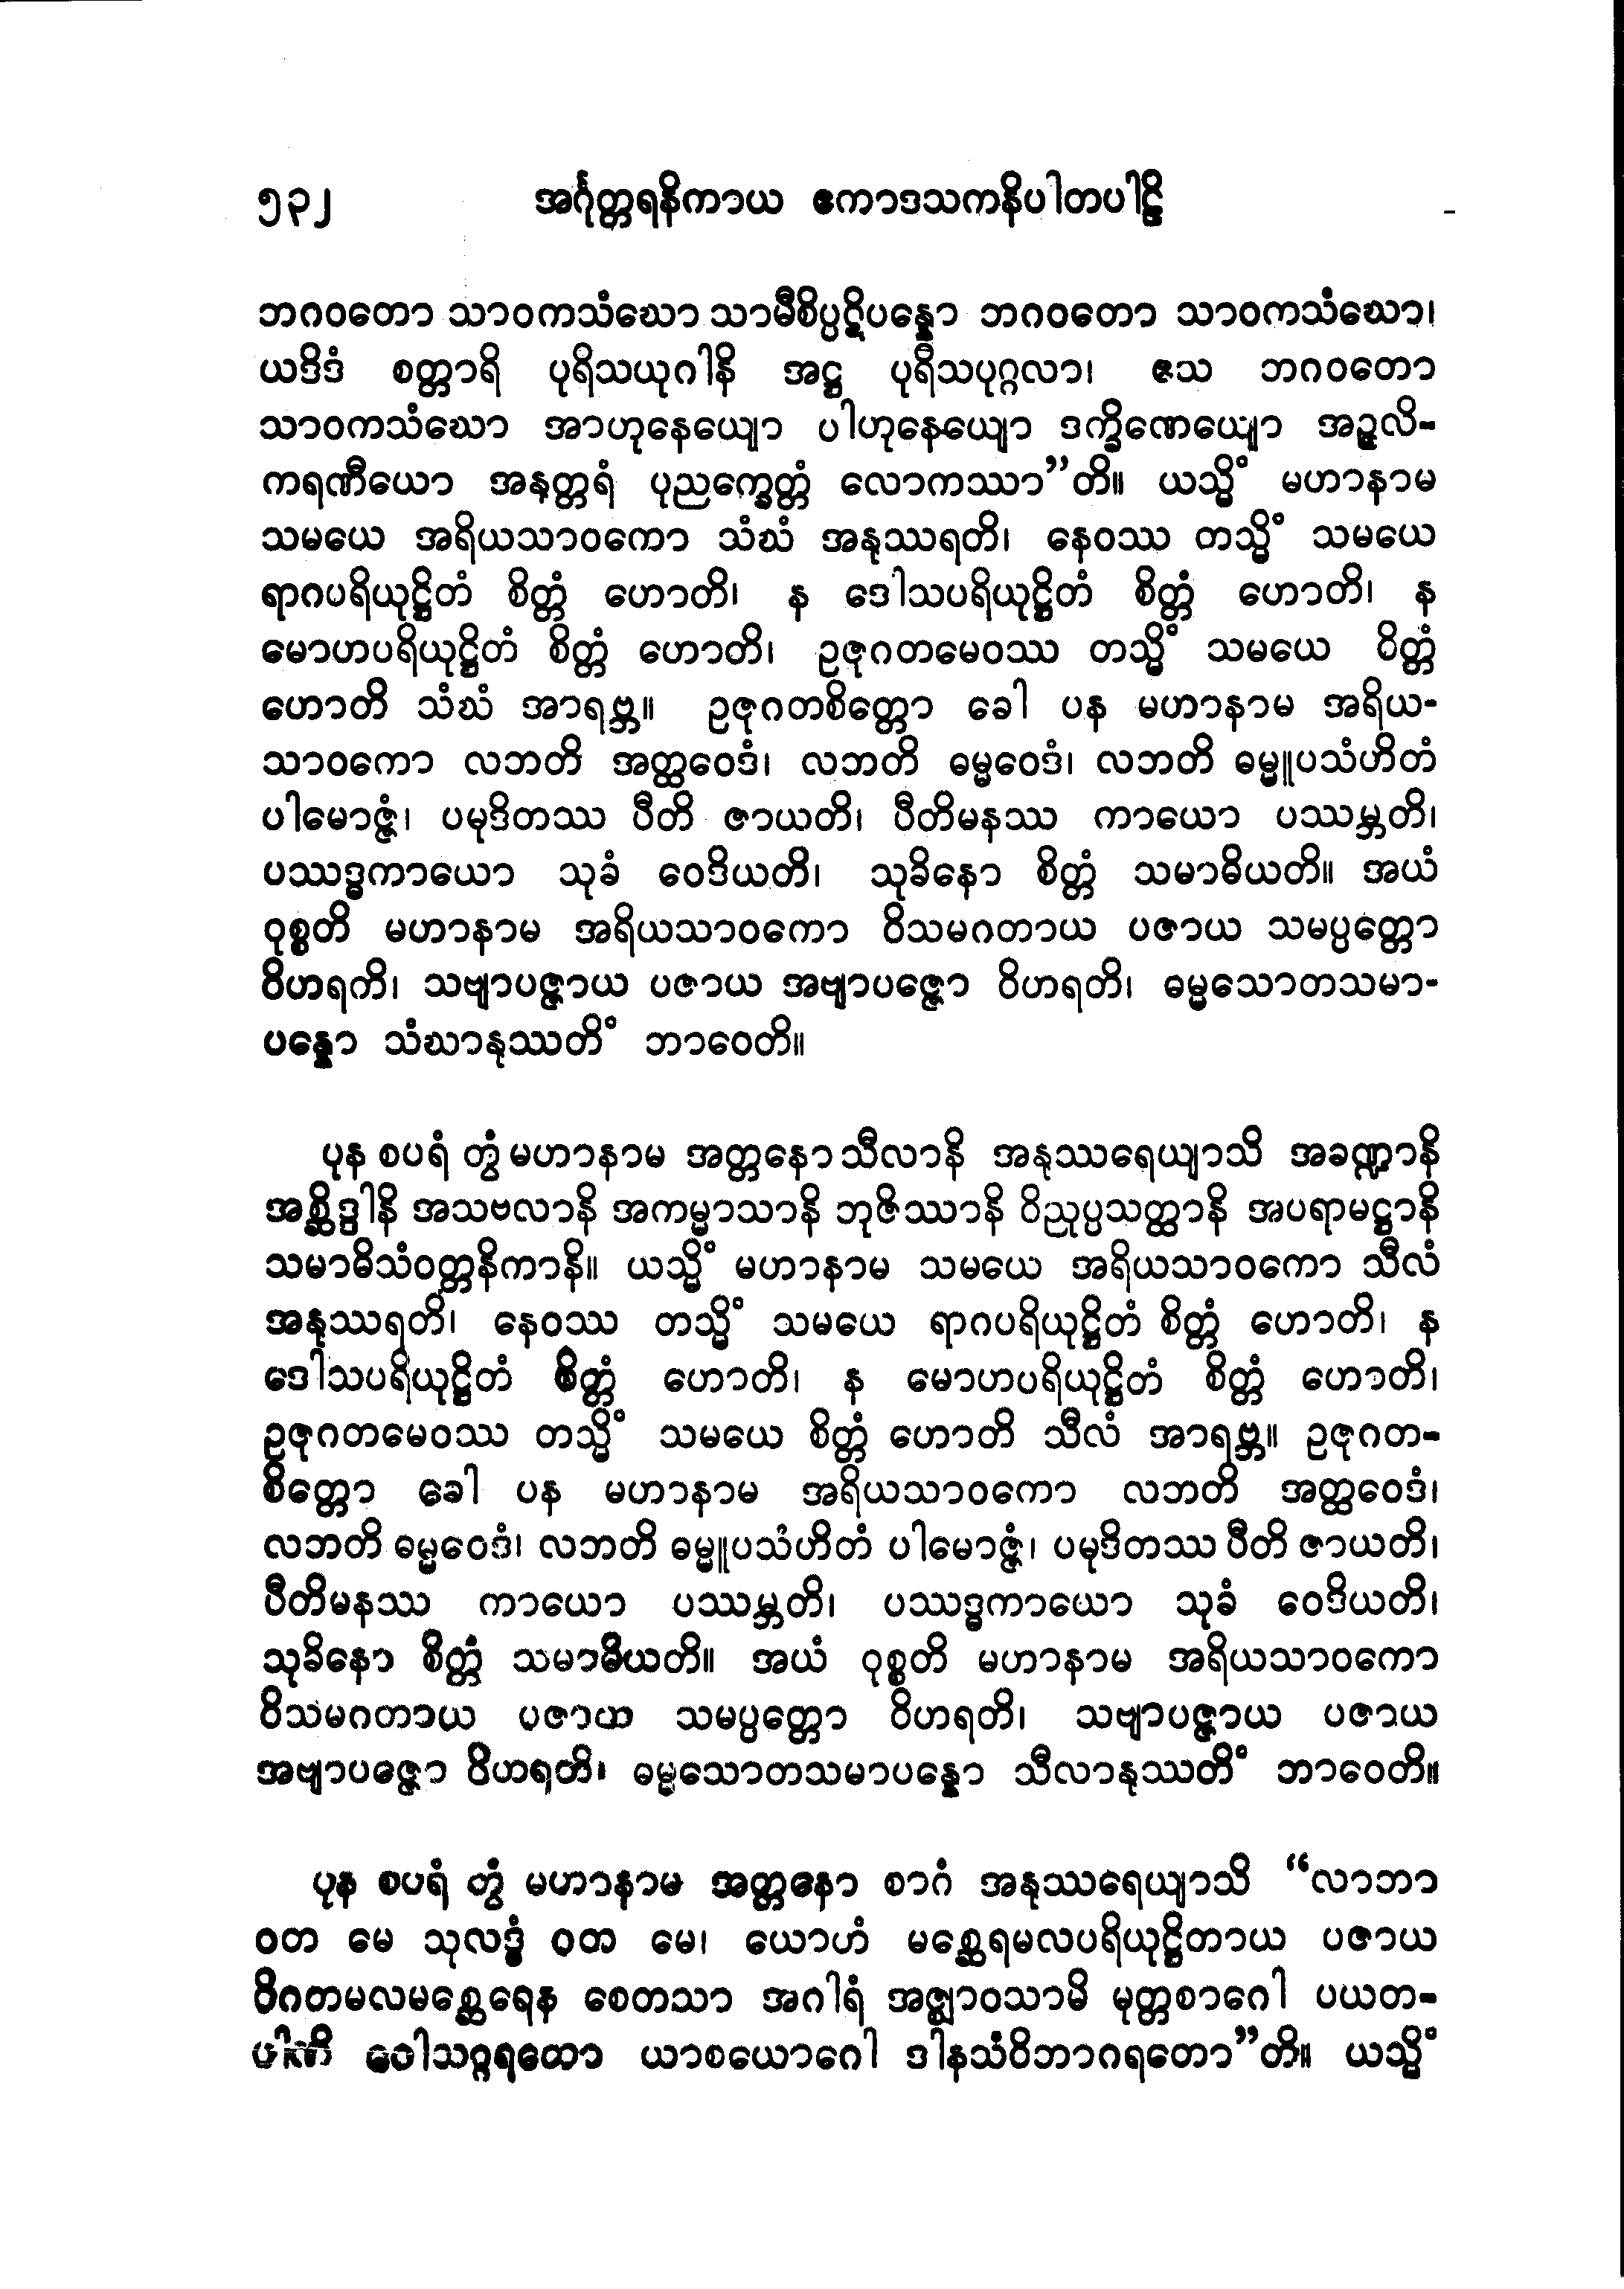 ၅၃၂ အင်္ဂုတ္တရနိကာယ ဧကာဒသကနိပါတပါဠိ
ဘဂဝတော သာဝကသံဃော သာမီစိပ္ပဋိပန္နော ဘဂဝတော သာဝကသံဃော၊
ယဒိဒံ စတ္တာရိ ပုရိသယုဂါနိ အဋ္ဌ ပုရိသပုဂ္ဂလာ၊ ဧသ ဘဂဝတော
သာဝကသံဃော အာဟုနေယျော ပါဟုနေယျော ဒက္ခိဏေယျော အဉ္ဇလိ-
ကရဏီယော အနုတ္တရံ ပုညက္ခေတ္တံ လောကဿာ”တိ။ ယသ္မိံ မဟာနာမ
သမယေ အရိယသာဝကော သံဃံ အနုဿရတိ၊ နေဝဿ တသ္မိံ သမယေ
ရာဂပရိယုဋ္ဌိတံ စိတ္တံ ဟောတိ၊ န ဒေါသပရိယုဋ္ဌိတံ စိတ္တံ ဟောတိ၊ န
မောဟပရိယုဋ္ဌိတံ စိတ္တံ ဟောတိ၊ ဥဇုဂတမေဝဿ တသ္မိံ သမယေ စိတ္တံ
ဟောတိ သံဃံ အာရဗ္ဘ။ ဥဇုဂတစိတ္တော ခေါ ပန မဟာနာမ အရိယ-
သာဝကော လဘတိ အတ္ထဝေဒံ၊ လဘတိ ဓမ္မဝေဒံ၊ လဘတိ ဓမ္မူပသံဟိတံ
ပါမောဇ္ဇံ၊ ပမုဒိတဿ ပီတိ ဇာယတိ၊ ပီတိမနဿ ကာယော ပဿမ္ဘတိ၊
ပဿဒ္ဓကာယော သုခံ ဝေဒိယတိ၊ သုခိနော စိတ္တံ သမာဓိယတိ။ အယံ
ဝုစ္စတိ မဟာနာမ အရိယသာဝကော ဝိသမဂတာယ ပဇာယ သမပ္ပတ္တော
ဝိဟရကိ၊ သဗျာပဇ္ဇာယ ပဇာယ အဗျာပဇ္ဇော ဝိဟရတိ၊ ဓမ္မသောတသမာ-
ပန္နော သံဃာနုဿတိံ ဘာဝေတိ။
ပုန စပရံ တွံ မဟာနာမ အတ္တနော သီလာနိ အနုဿရေယျာသိ အခဏ္ဍာနိ
အစ္ဆိဒ္ဒါနိ အသဗလာနိ အကမ္မာသာနိ ဘုဇိဿာနိ ဝိညုပ္ပသတ္ထာနိ အပရာမဋ္ဌာနိ
သမာဓိသံဝတ္တနိကာနိ။ ယသ္မိံ မဟာနာမ သမယေ အရိယသာဝကော သီလံ
အနုဿရတိ၊ နေဝဿ တသ္မိံ သမယေ ရာဂပရိယုဋ္ဌိတံ စိတ္တံ ဟောတိ၊ န
ဒေါသပရိယုဋ္ဌိတံ စိတ္တံ ဟောတိ၊ န မောဟပရိယုဋ္ဌိတံ စိတ္တံ ဟောတိ၊
ဥဇုဂတမေဝဿ တသ္မိံ သမယေ စိတ္တံ ဟောတိ သီလံ အာရဗ္ဘ။ ဥဇုဂတ-
စိတ္တော ခေါ ပန မဟာနာမ အရိယသာဝကော လဘတိ အတ္ထဝေဒံ၊
လဘတိ ဓမ္မဝေဒံ၊ လဘတိ ဓမ္မူပသံဟိတံ ပါမောဇ္ဇံ၊ ပမုဒိတဿ ပီတိ ဇာယတိ၊
ပီတိမနဿ ကာယော ပဿမ္ဘတိ၊ ပဿဒ္ဓကာယော သုခံ ဝေဒိယတိ၊
သုခိနော စိတ္တံ သမာဓိယတိ။ အယံ ဝုစ္စတိ မဟာနာမ အရိယသာဝကော
ဝိသမဂတာယ ပဇာယ သမပ္ပတ္တော ဝိဟရတိ၊ သဗျာပဇ္ဇာယ ပဇာယ
အဗျာပဇ္ဇော ဝိဟရတိ၊ ဓမ္မသောတသမာပန္နော သီလာနုဿတိံ ဘာဝေတိ။
ပုန စပရံ တွံ မဟာနာမ အတ္တနော စာဂံ အနုဿရေယျာသိ “လာဘာ
ဝတ မေ သုလဒ္ဓံ ဝတ မေ၊ ယောဟံ မစ္ဆေရမလပရိယုဋ္ဌိတာယ ပဇာယ
ဝိဂတမလမစ္ဆေရေန စေတသာ အဂါရံ အဇ္ဈာဝသာမိ မုတ္တစာဂေါ ပယတ-
ပါဏိ ဝေါသဂ္ဂရတော ယာစယောဂေါ ဒါနသံဝိဘာဂရတော”တိ။ ယသ္မိံ